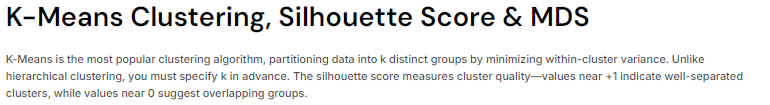 K-Means Clustering, Silhouette Score & MDS
K-Means is the most popular clustering algorithm, partitioning data into k distinct groups by minimizing within-cluster variance. Unlike
hierarchical clustering, you must specify k in advance. The silhouette score measures cluster quality—values near +1 indicate well-separated
clusters, while values near 0 suggest overlapping groups.